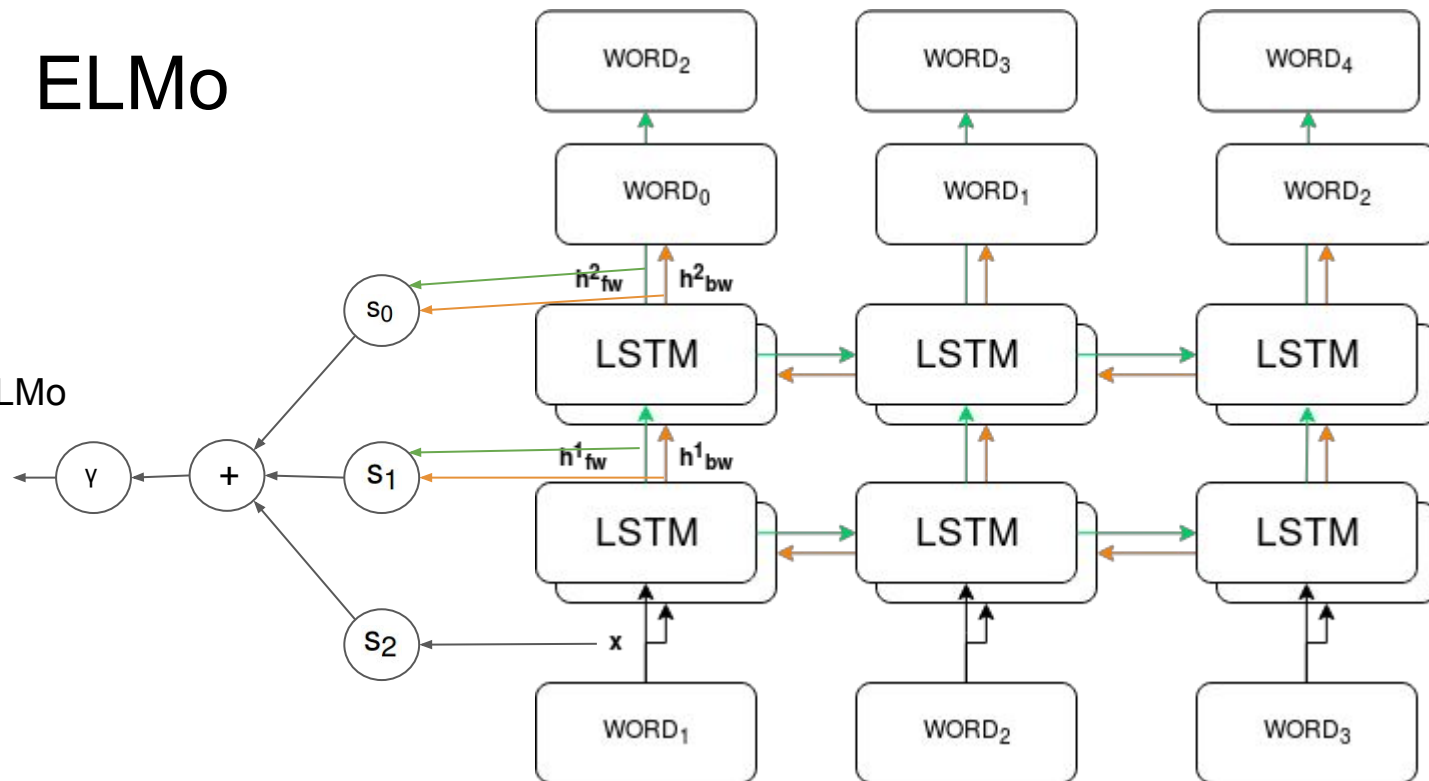 ELMo
WORD₂ WORD₃ WORD₄
WORD₀ WORD₁ WORD₂
h²fw h²bw
s₀
LSTM LSTM LSTM
LMo
h¹fw h¹bw
γ + s₁
LSTM LSTM LSTM
s₂ x
WORD₁ WORD₂ WORD₃